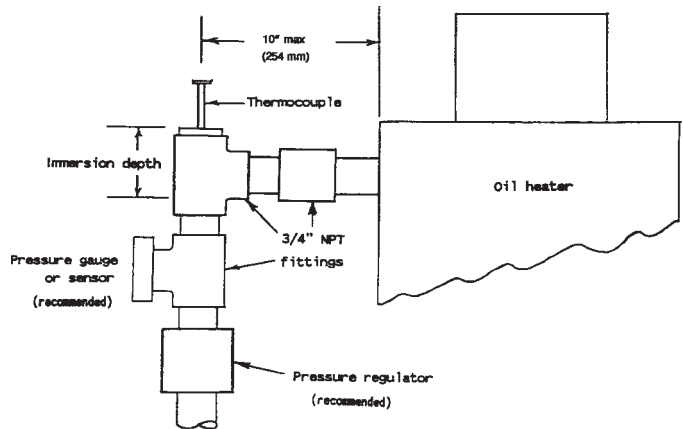 10" max
(254 mm)
Thermocouple
Immersion depth
Oil heater
3/4" NPT
fittings
Pressure gauge
or sensor
(recommended)
Pressure regulator
(recommended)